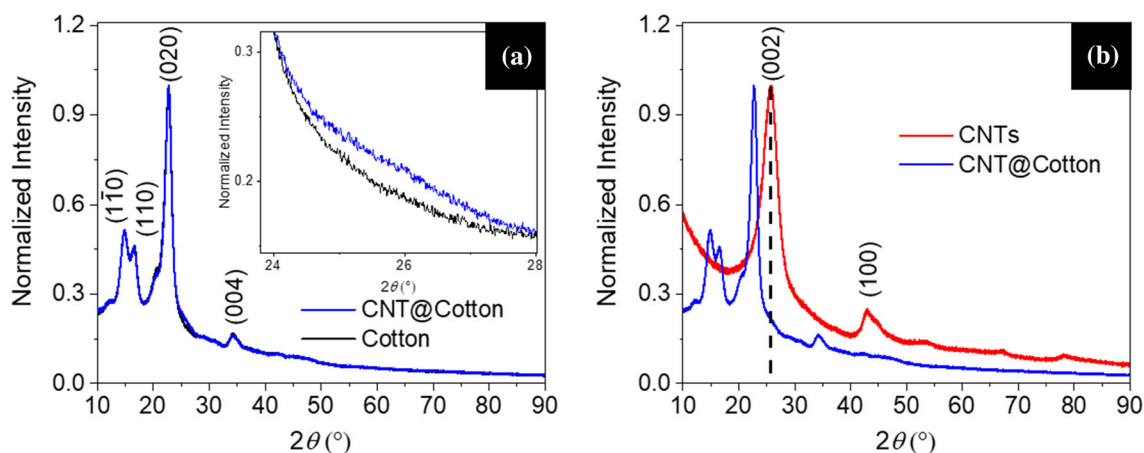 (a)
Normalized Intensity
1.2
0.9
0.6
0.3
0.0
(11̄0)
(110)
(020)
(004)
Normalized Intensity
0.3
0.2
24
26
28
2θ (°)
CNT@Cotton
Cotton
10 20 30 40 50 60 70 80 90
2θ (°)
(b)
Normalized Intensity
1.2
0.9
0.6
0.3
0.0
(002)
(100)
CNTs
CNT@Cotton
10 20 30 40 50 60 70 80 90
2θ (°)